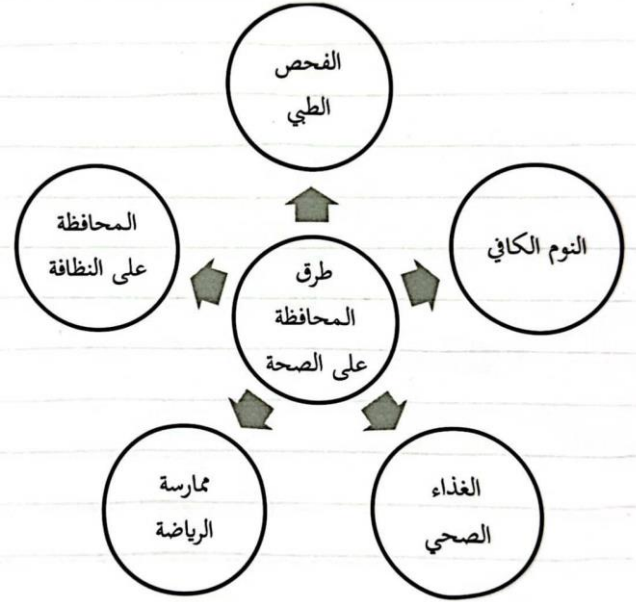 الفحص
الطبي
النوم الكافي
المحافظة
على النظافة
طرق
المحافظة
على الصحة
الغذاء
الصحي
ممارسة
الرياضة